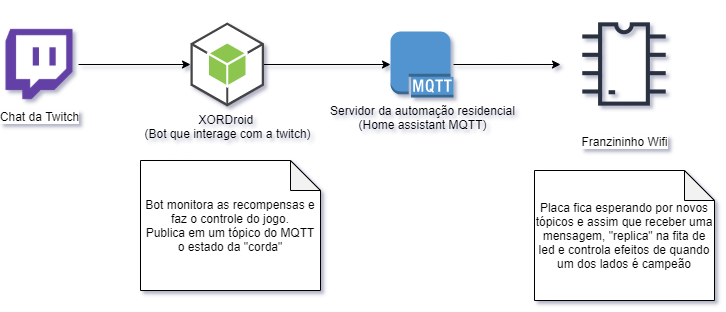 MQTT
Chat da Twitch
XORDroid
(Bot que interage com a twitch)
Servidor da automação residencial
(Home assistant MQTT)
Franzininho Wifi
Bot monitora as recompensas e
faz o controle do jogo.
Publica em um tópico do MQTT
o estado da "corda"
Placa fica esperando por novos
tópicos e assim que receber uma
mensagem, "replica" na fita de
led e controla efeitos de quando
um dos lados é campeão